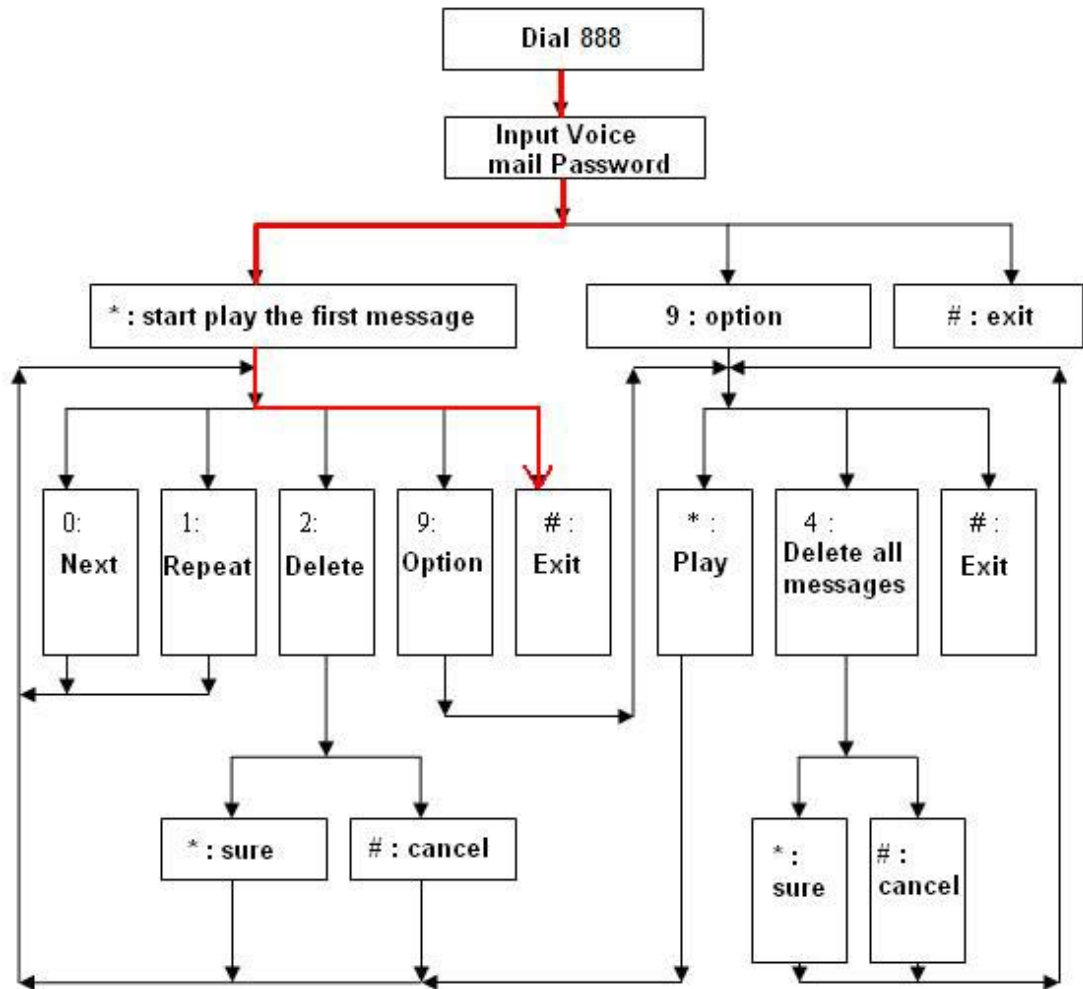 Dial 888
Input Voice
mail Password
* : start play the first message
9 : option
# : exit
0:
Next
1:
Repeat
2:
Delete
9:
Option
# :
Exit
* :
Play
4 :
Delete all
messages
# :
Exit
* : sure
# : cancel
* :
sure
# :
cancel